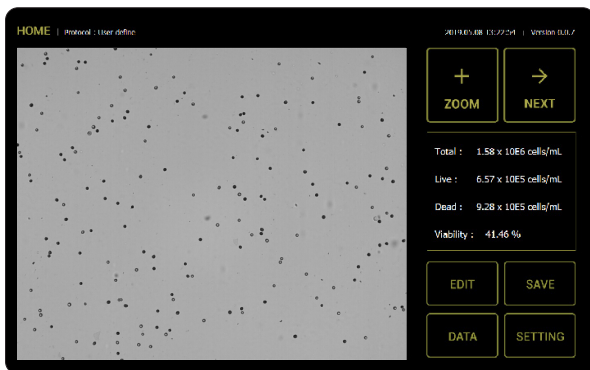 HOME | Protocol : User define
2019.05.08 13:22:54 | Version 0.0.7
+
ZOOM
→
NEXT
Total : 1.58 x 10E6 cells/mL
Live : 6.57 x 10E5 cells/mL
Dead : 9.28 x 10E5 cells/mL
Viability : 41.46 %
EDIT
SAVE
DATA
SETTING